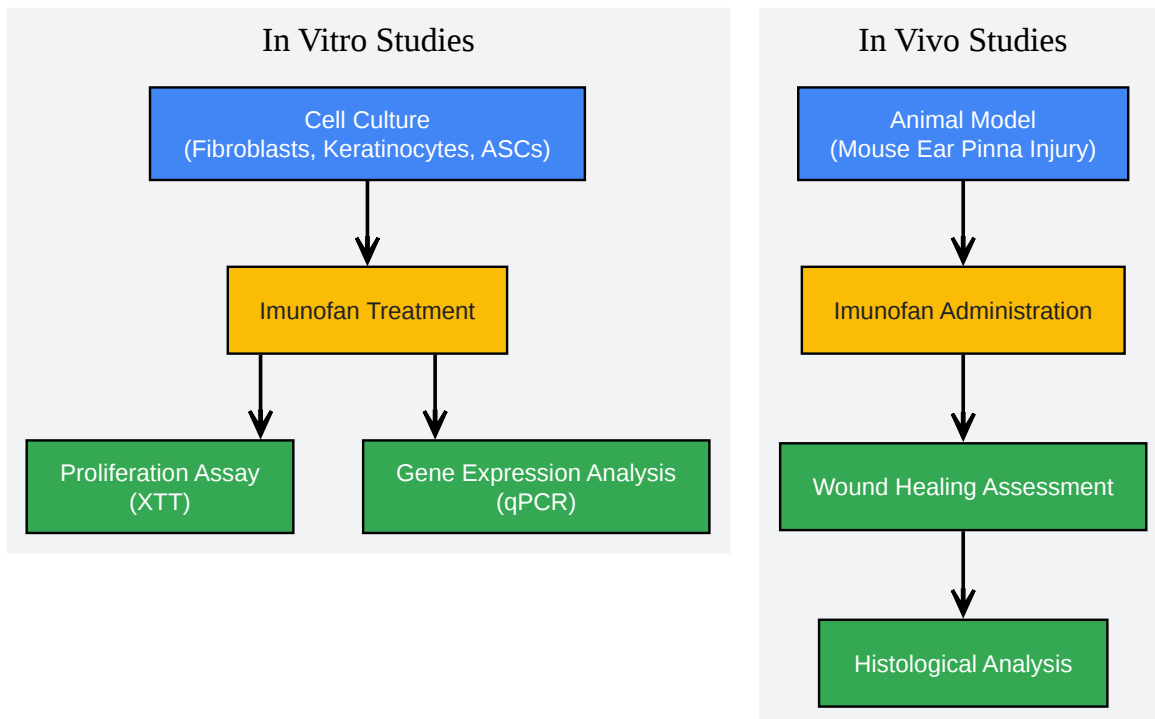 In Vitro Studies
Cell Culture
(Fibroblasts, Keratinocytes, ASCs)
Imunofan Treatment
Proliferation Assay
(XTT)
Gene Expression Analysis
(qPCR)
In Vivo Studies
Animal Model
(Mouse Ear Pinna Injury)
Imunofan Administration
Wound Healing Assessment
Histological Analysis